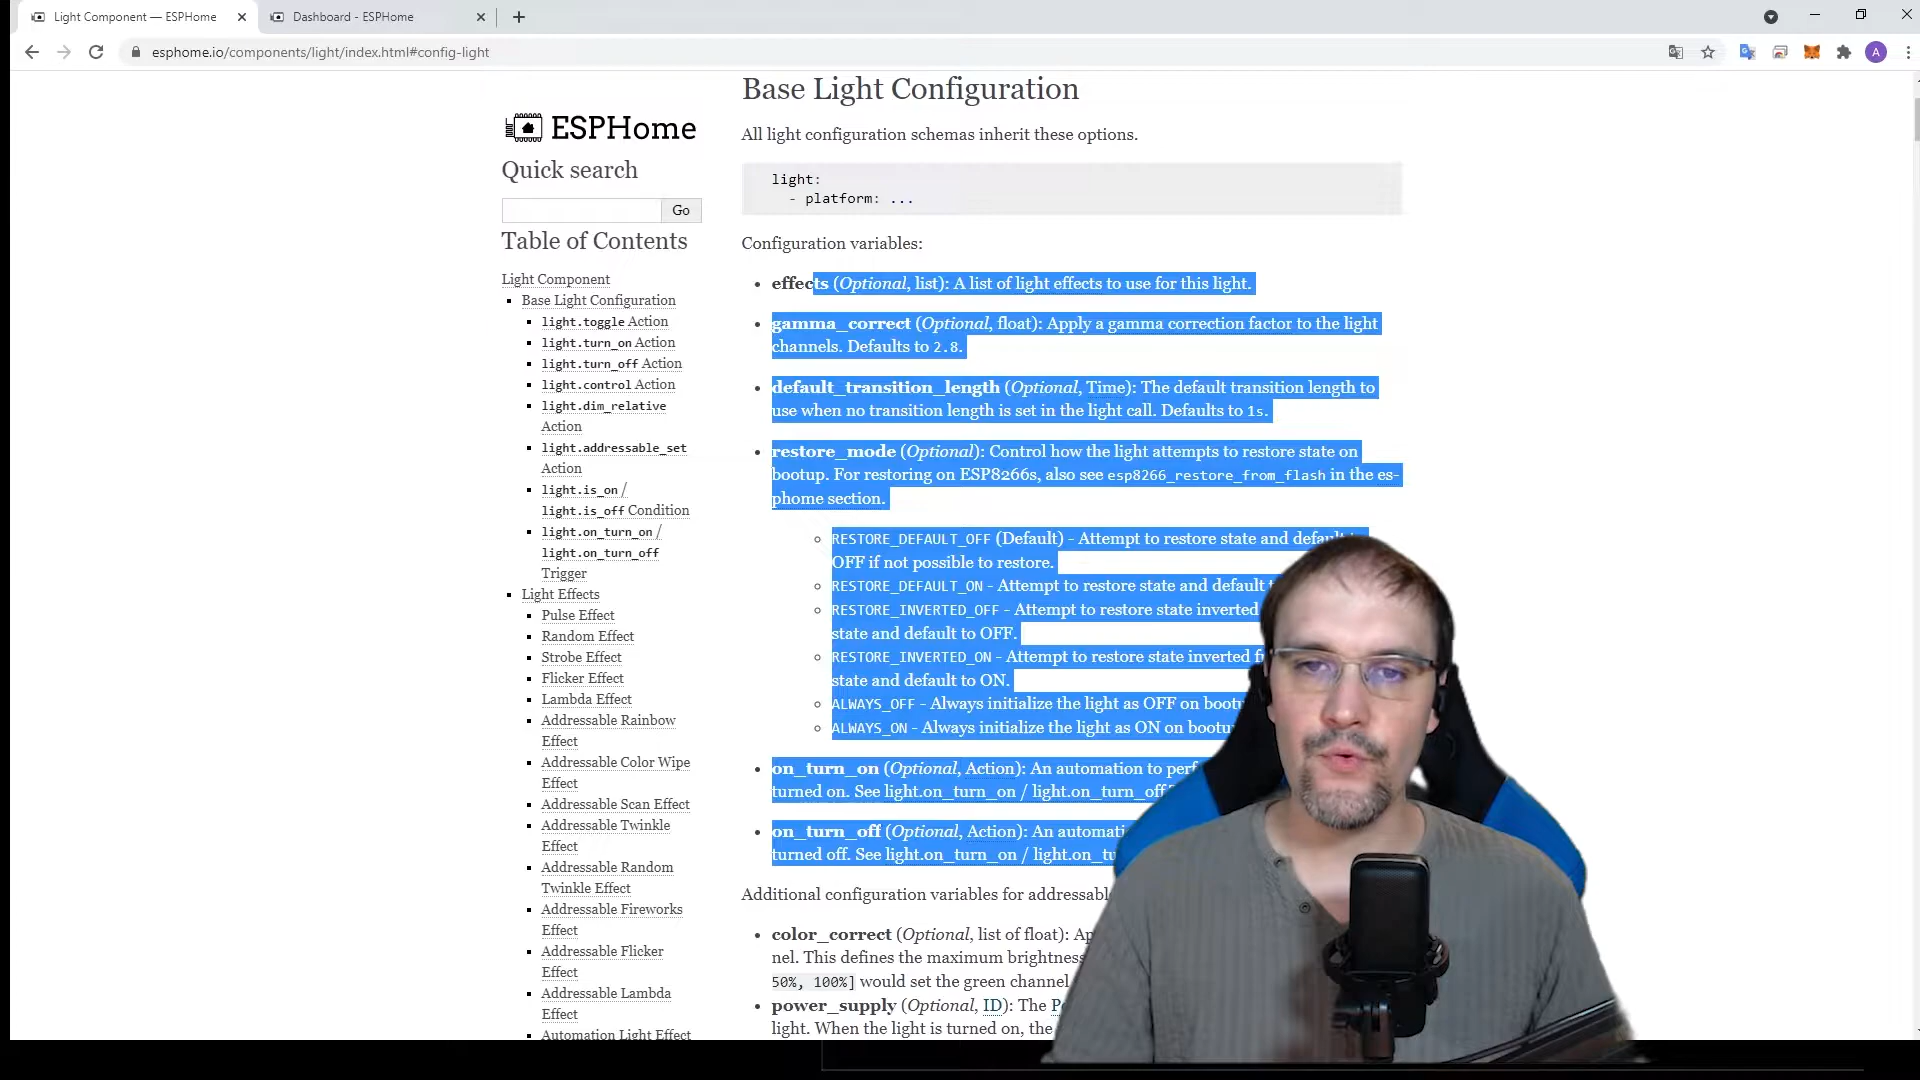 Light Component — ESPHome
Dashboard - ESPHome
esphome.io/components/light/index.html#config-light
A
ESPHome
Quick search
Go
Table of Contents
Light Component
Base Light Configuration
light.toggle Action
light.turn_on Action
light.turn_off Action
light.control Action
light.dim_relative
Action
light.addressable_set
Action
light.is_on /
light.is_off Condition
light.on_turn_on /
light.on_turn_off
Trigger
Light Effects
Pulse Effect
Random Effect
Strobe Effect
Flicker Effect
Lambda Effect
Addressable Rainbow
Effect
Addressable Color Wipe
Effect
Addressable Scan Effect
Addressable Twinkle
Effect
Addressable Random
Twinkle Effect
Addressable Fireworks
Effect
Addressable Flicker
Effect
Addressable Lambda
Effect
Automation Light Effect
Base Light Configuration
All light configuration schemas inherit these options.
light:
- platform: ...
Configuration variables:
effects (Optional, list): A list of light effects to use for this light.
gamma_correct (Optional, float): Apply a gamma correction factor to the light
channels. Defaults to 2.8.
default_transition_length (Optional, Time): The default transition length to
use when no transition length is set in the light call. Defaults to 1s.
restore_mode (Optional): Control how the light attempts to restore state on
bootup. For restoring on ESP8266s, also see esp8266_restore_from_flash in the es-
phome section.
RESTORE_DEFAULT_OFF (Default) - Attempt to restore state and default
OFF if not possible to restore.
RESTORE_DEFAULT_ON - Attempt to restore state and default
RESTORE_INVERTED_OFF - Attempt to restore state inverted
state and default to OFF.
RESTORE_INVERTED_ON - Attempt to restore state inverted
state and default to ON.
ALWAYS_OFF - Always initialize the light as OFF on
ALWAYS_ON - Always initialize the light as ON on
on_turn_on (Optional, Action): An automation to
turned on. See light.on_turn_on / light.on_turn_off
on_turn_off (Optional, Action): An
turned off. See light.on_turn_on /
Additional configuration variables for
color_correct (Optional, list of float):
nel. This defines the maximum brightness
50%, 100%] would set the green channel
power_supply (Optional, ID): The
light. When the light is turned on, the